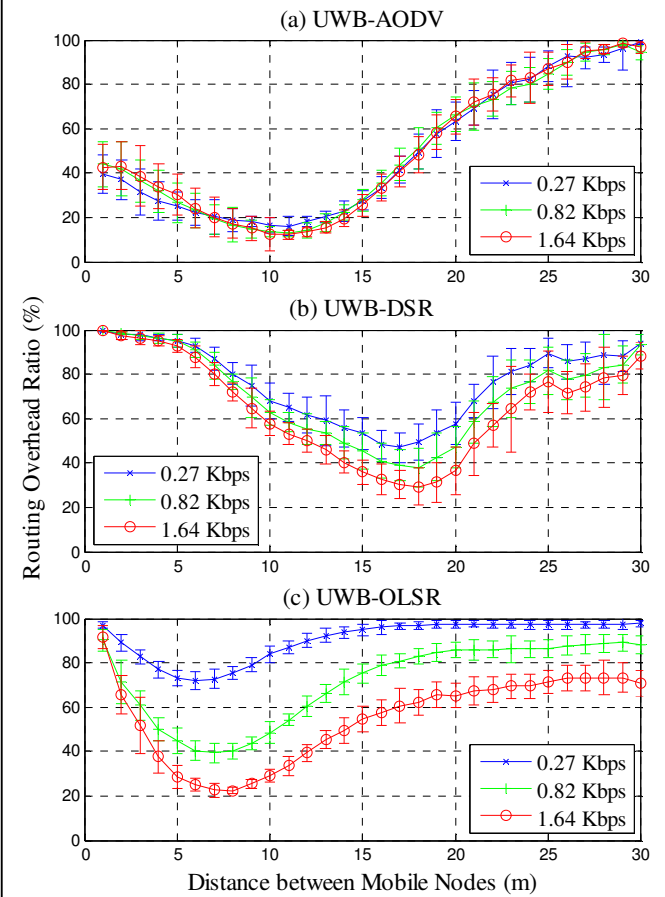 (a) UWB-AODV
100
80
60
40
20
0
0 5 10 15 20 25 30
0.27 Kbps
0.82 Kbps
1.64 Kbps
Routing Overhead Ratio (%)
(b) UWB-DSR
100
80
60
40
20
0
0 5 10 15 20 25 30
0.27 Kbps
0.82 Kbps
1.64 Kbps
(c) UWB-OLSR
100
80
60
40
20
0
0 5 10 15 20 25 30
0.27 Kbps
0.82 Kbps
1.64 Kbps
Distance between Mobile Nodes (m)